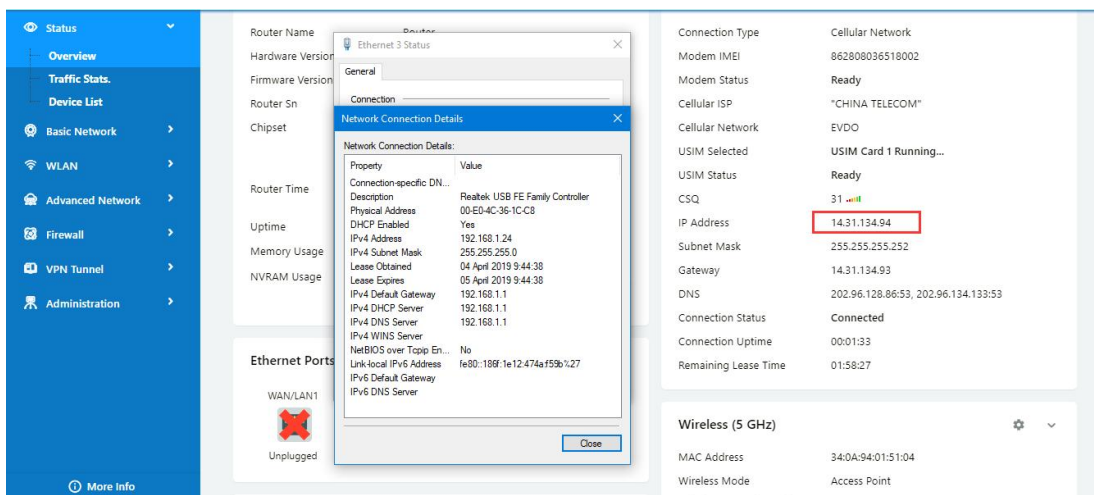 Status
Overview
Traffic Stats.
Device List
Basic Network
WLAN
Advanced Network
Firewall
VPN Tunnel
Administration
More Info
Router Name
Hardware Version
Firmware Version
Router Sn
Chipset
Router Time
Uptime
Memory Usage
NVRAM Usage
Ethernet Ports
WAN/LAN1
Unplugged
Ethernet 3 Status
General
Connection
Network Connection Details
Network Connection Details:
Property Value
Connection-specific DN...
Description Realtek USB FE Family Controller
Physical Address 00-E0-4C-36-1C-C8
DHCP Enabled Yes
IPv4 Address 192.168.1.24
IPv4 Subnet Mask 255.255.255.0
Lease Obtained 04 April 2019 9:44:38
Lease Expires 05 April 2019 9:44:38
IPv4 Default Gateway 192.168.1.1
IPv4 DHCP Server 192.168.1.1
IPv4 DNS Server 192.168.1.1
IPv4 WINS Server
NetBIOS over Tcpip En... No
Link-local IPv6 Address fe80::186f:1e12:474a:f59b%27
IPv6 Default Gateway
IPv6 DNS Server
Close
Connection Type Cellular Network
Modem IMEI 862808036518002
Modem Status Ready
Cellular ISP "CHINA TELECOM"
Cellular Network EVDO
USIM Selected USIM Card 1 Running...
USIM Status Ready
CSQ 31
IP Address 14.31.134.94
Subnet Mask 255.255.255.252
Gateway 14.31.134.93
DNS 202.96.128.86:53, 202.96.134.133:53
Connection Status Connected
Connection Uptime 00:01:33
Remaining Lease Time 01:58:27
Wireless (5 GHz)
MAC Address 34:0A:94:01:51:04
Wireless Mode Access Point